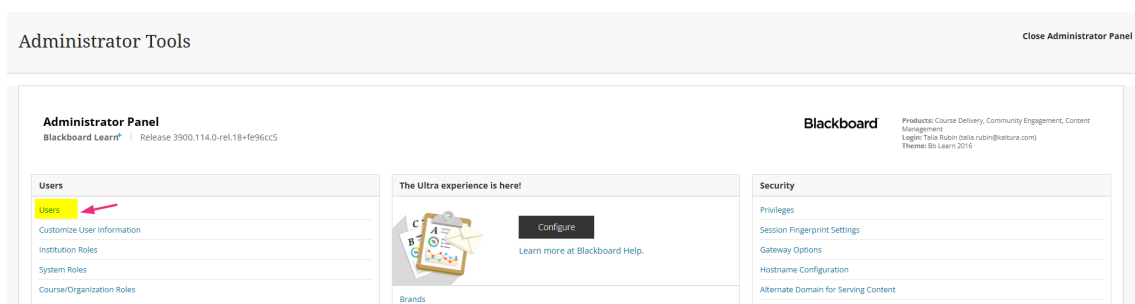 Administrator Tools
Close Administrator Panel
Administrator Panel
Blackboard Learn+ | Release 3900.114.0-rel.18+fe96cc5
Blackboard
Products: Course Delivery, Community Engagement, Content
Management
Login: Talia Rubin (talia.rubin@kaltura.com)
Theme: Bb Learn 2016
Users
Users
Customize User Information
Institution Roles
System Roles
Course/Organization Roles
The Ultra experience is here!
C
A
B
Configure
Learn more at Blackboard Help.
Brands
Security
Privileges
Session Fingerprint Settings
Gateway Options
Hostname Configuration
Alternate Domain for Serving Content